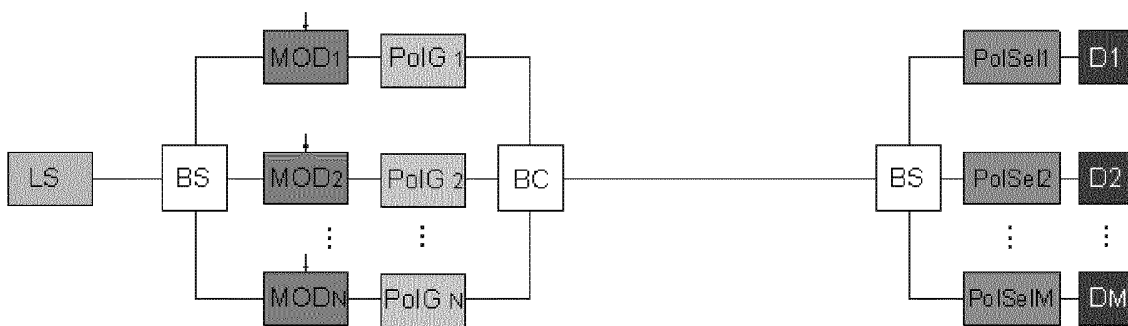 MOD1 PolG 1 PolSel1 D1
LS BS MOD2 PolG 2 BC BS PolSel2 D2
⋮ ⋮ ⋮ ⋮
MODN PolG N PolSelM DM